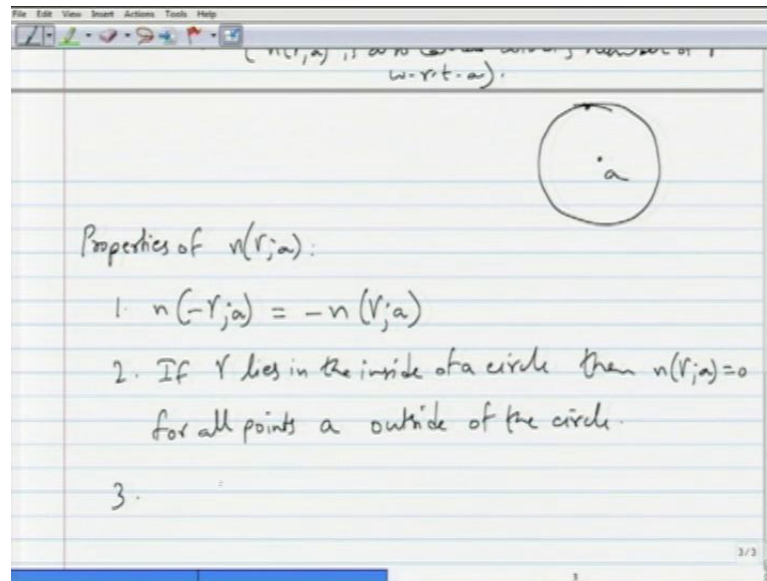 File Edit View Insert Actions Tools Help
w.r.t. a).
a
Properties of n(γ;a):
1. n(-γ;a) = -n(γ;a)
2. If γ lies in the inside of a circle then n(γ;a)=0
for all points a outside of the circle.
3.
3/3